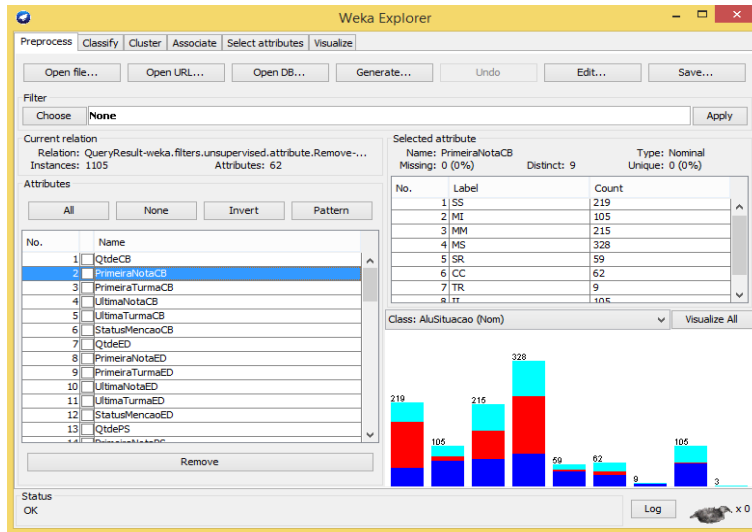 Weka Explorer
Preprocess Classify Cluster Associate Select attributes Visualize
Open file... Open URL... Open DB... Generate... Undo Edit... Save...
Filter
Choose None Apply
Current relation
Relation: QueryResult-weka.filters.unsupervised.attribute.Remove-...
Instances: 1105 Attributes: 62
Attributes
All None Invert Pattern
No. Name
1 QtdeCB
2 PrimeiraNotaCB
3 PrimeiraTurmaCB
4 UltimaNotaCB
5 UltimaTurmaCB
6 StatusMencaoCB
7 QtdeED
8 PrimeiraNotaED
9 PrimeiraTurmaED
10 UltimaNotaED
11 UltimaTurmaED
12 StatusMencaoED
13 QtdePS
14 PrimeiraNotaPS
Remove
Selected attribute
Name: PrimeiraNotaCB Type: Nominal
Missing: 0 (0%) Distinct: 9 Unique: 0 (0%)
No. Label Count
1 SS 219
2 MI 105
3 MM 215
4 MS 328
5 SR 59
6 CC 62
7 TR 9
8 II 105
Class: AluSituacao (Nom) Visualize All
219 105 215 328 59 62 9 105 3
Status
OK Log x 0